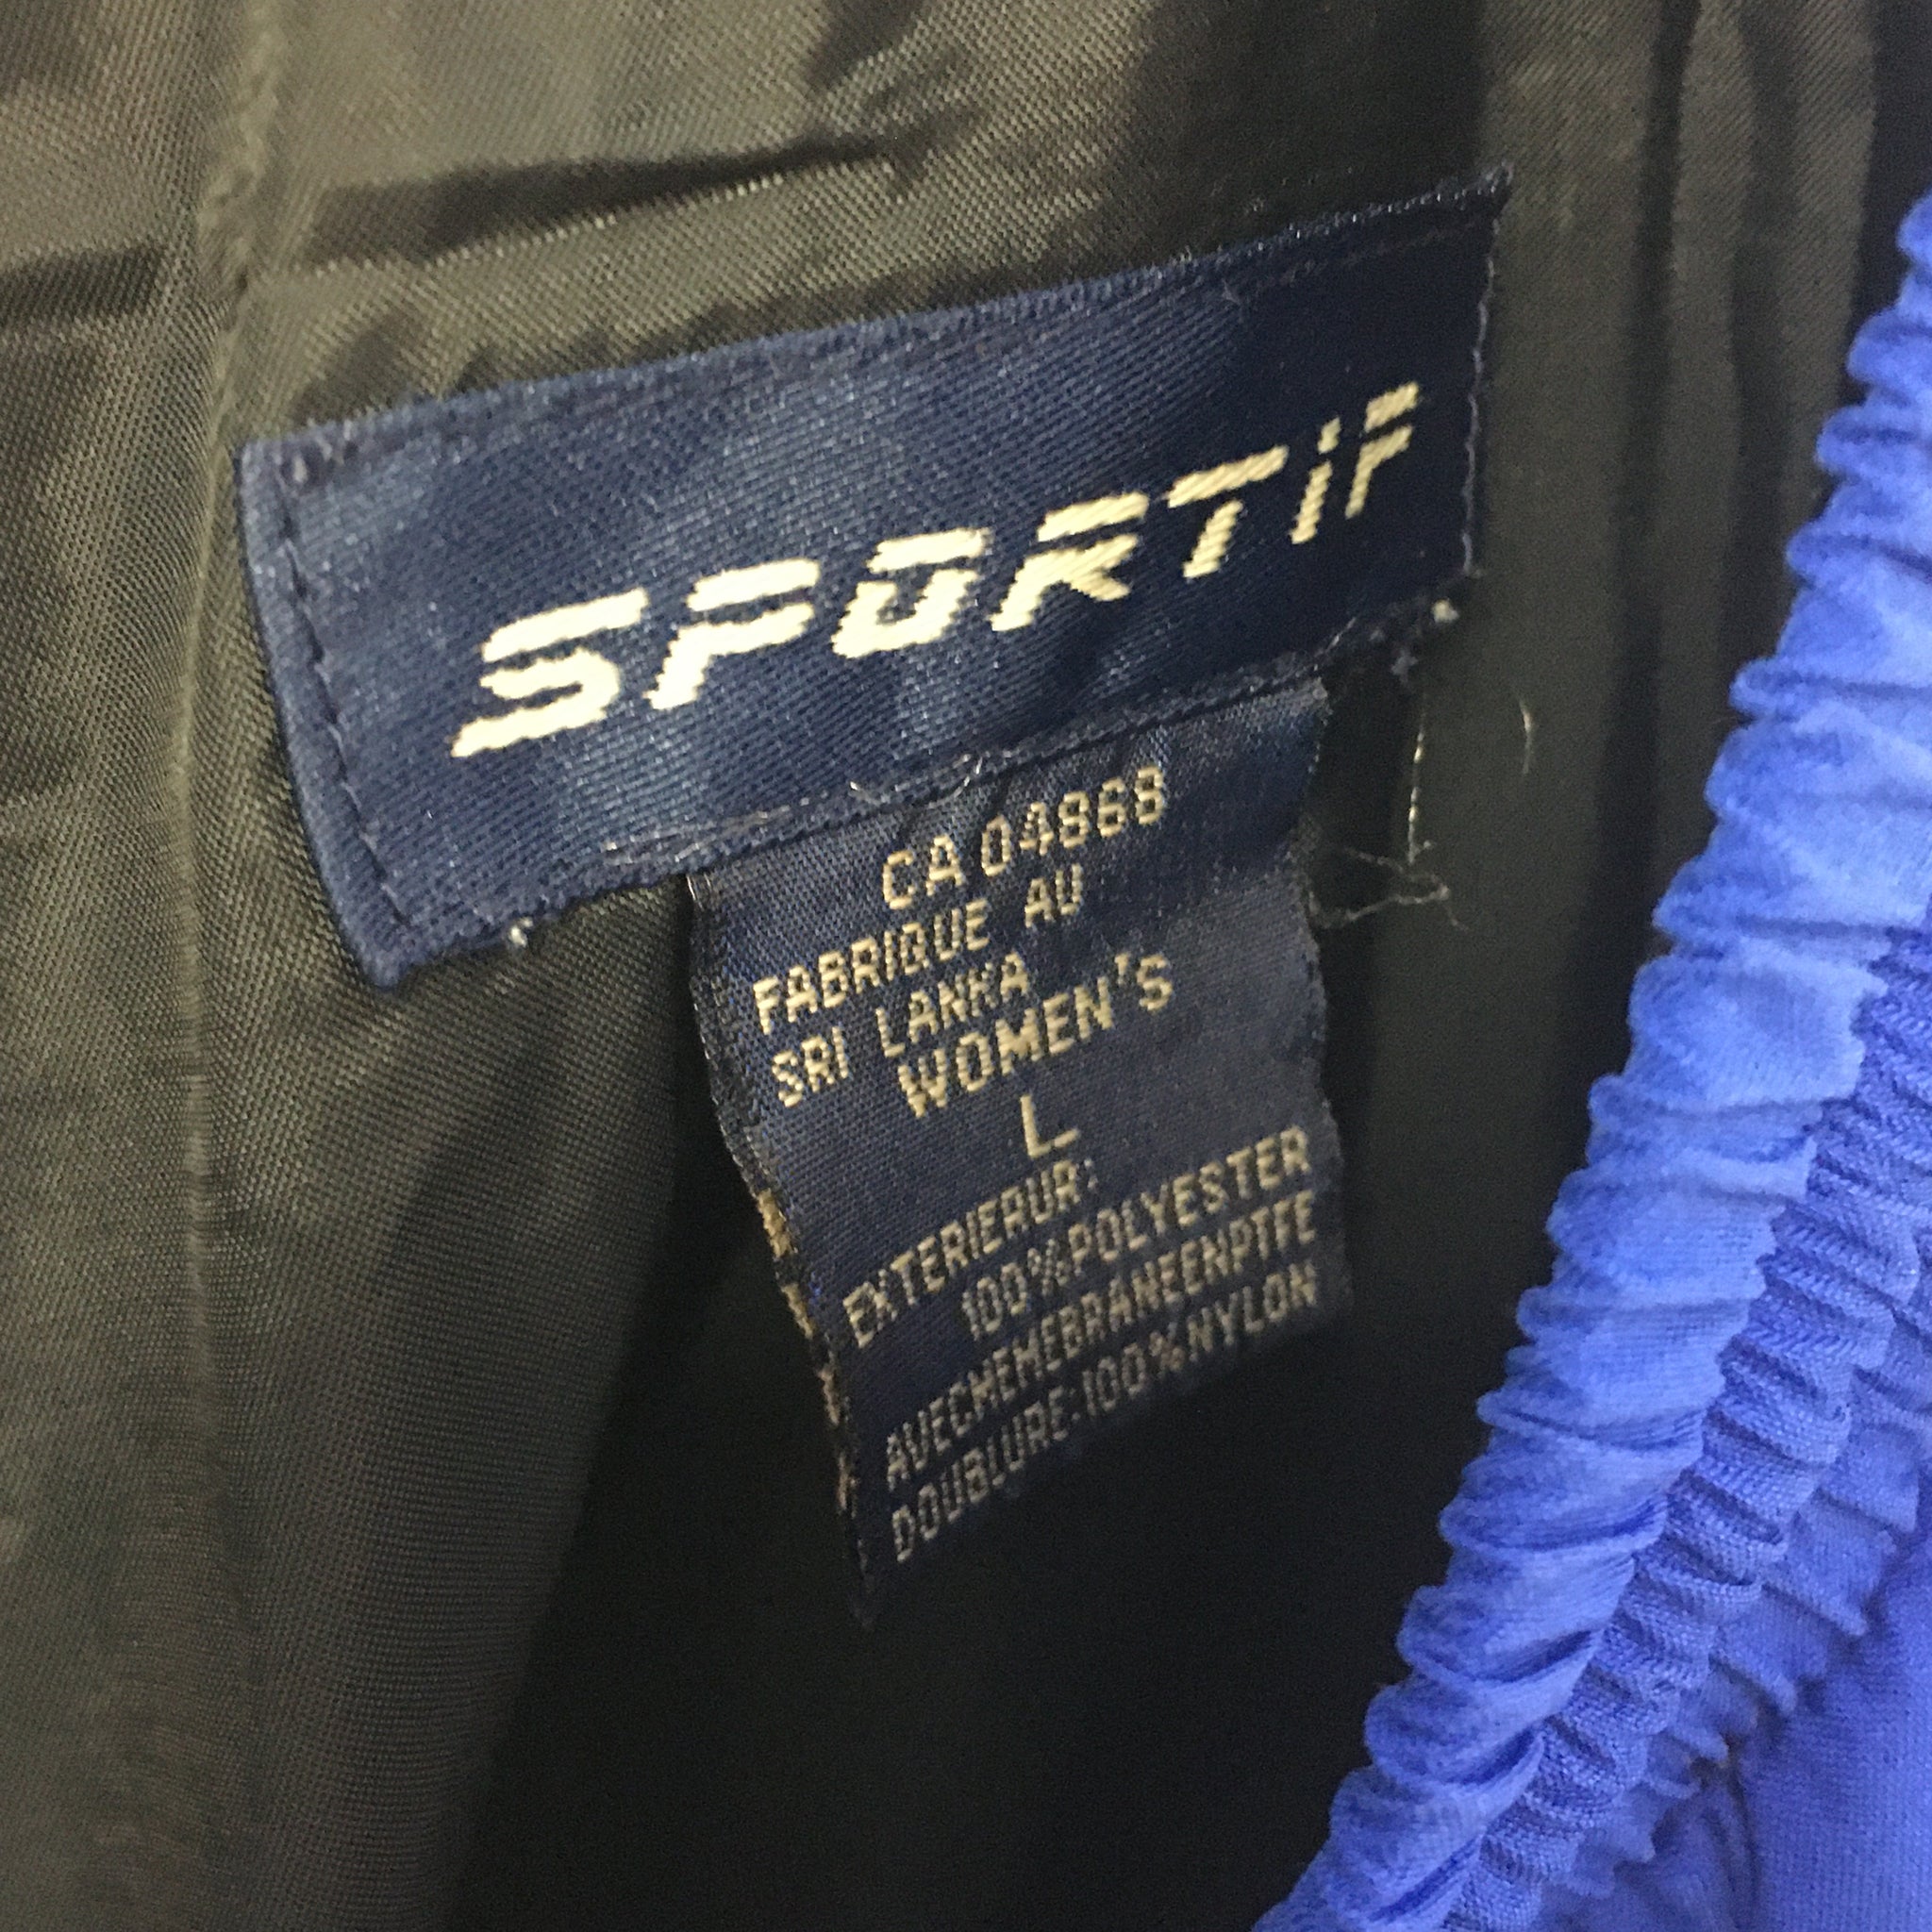 SPORTiF
CA 04868
FABRIQUE AU
SRI LANKA
WOMEN'S
L
EXTERIERUR:
100%POLYESTER
AVECMEMEBRANEENPTFE
DOUBLURE:100%NYLON